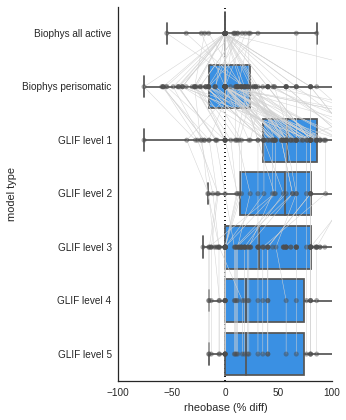 Biophys all active
Biophys perisomatic
GLIF level 1
GLIF level 2
GLIF level 3
GLIF level 4
GLIF level 5
model type
−100 −50 0 50 100
rheobase (% diff)